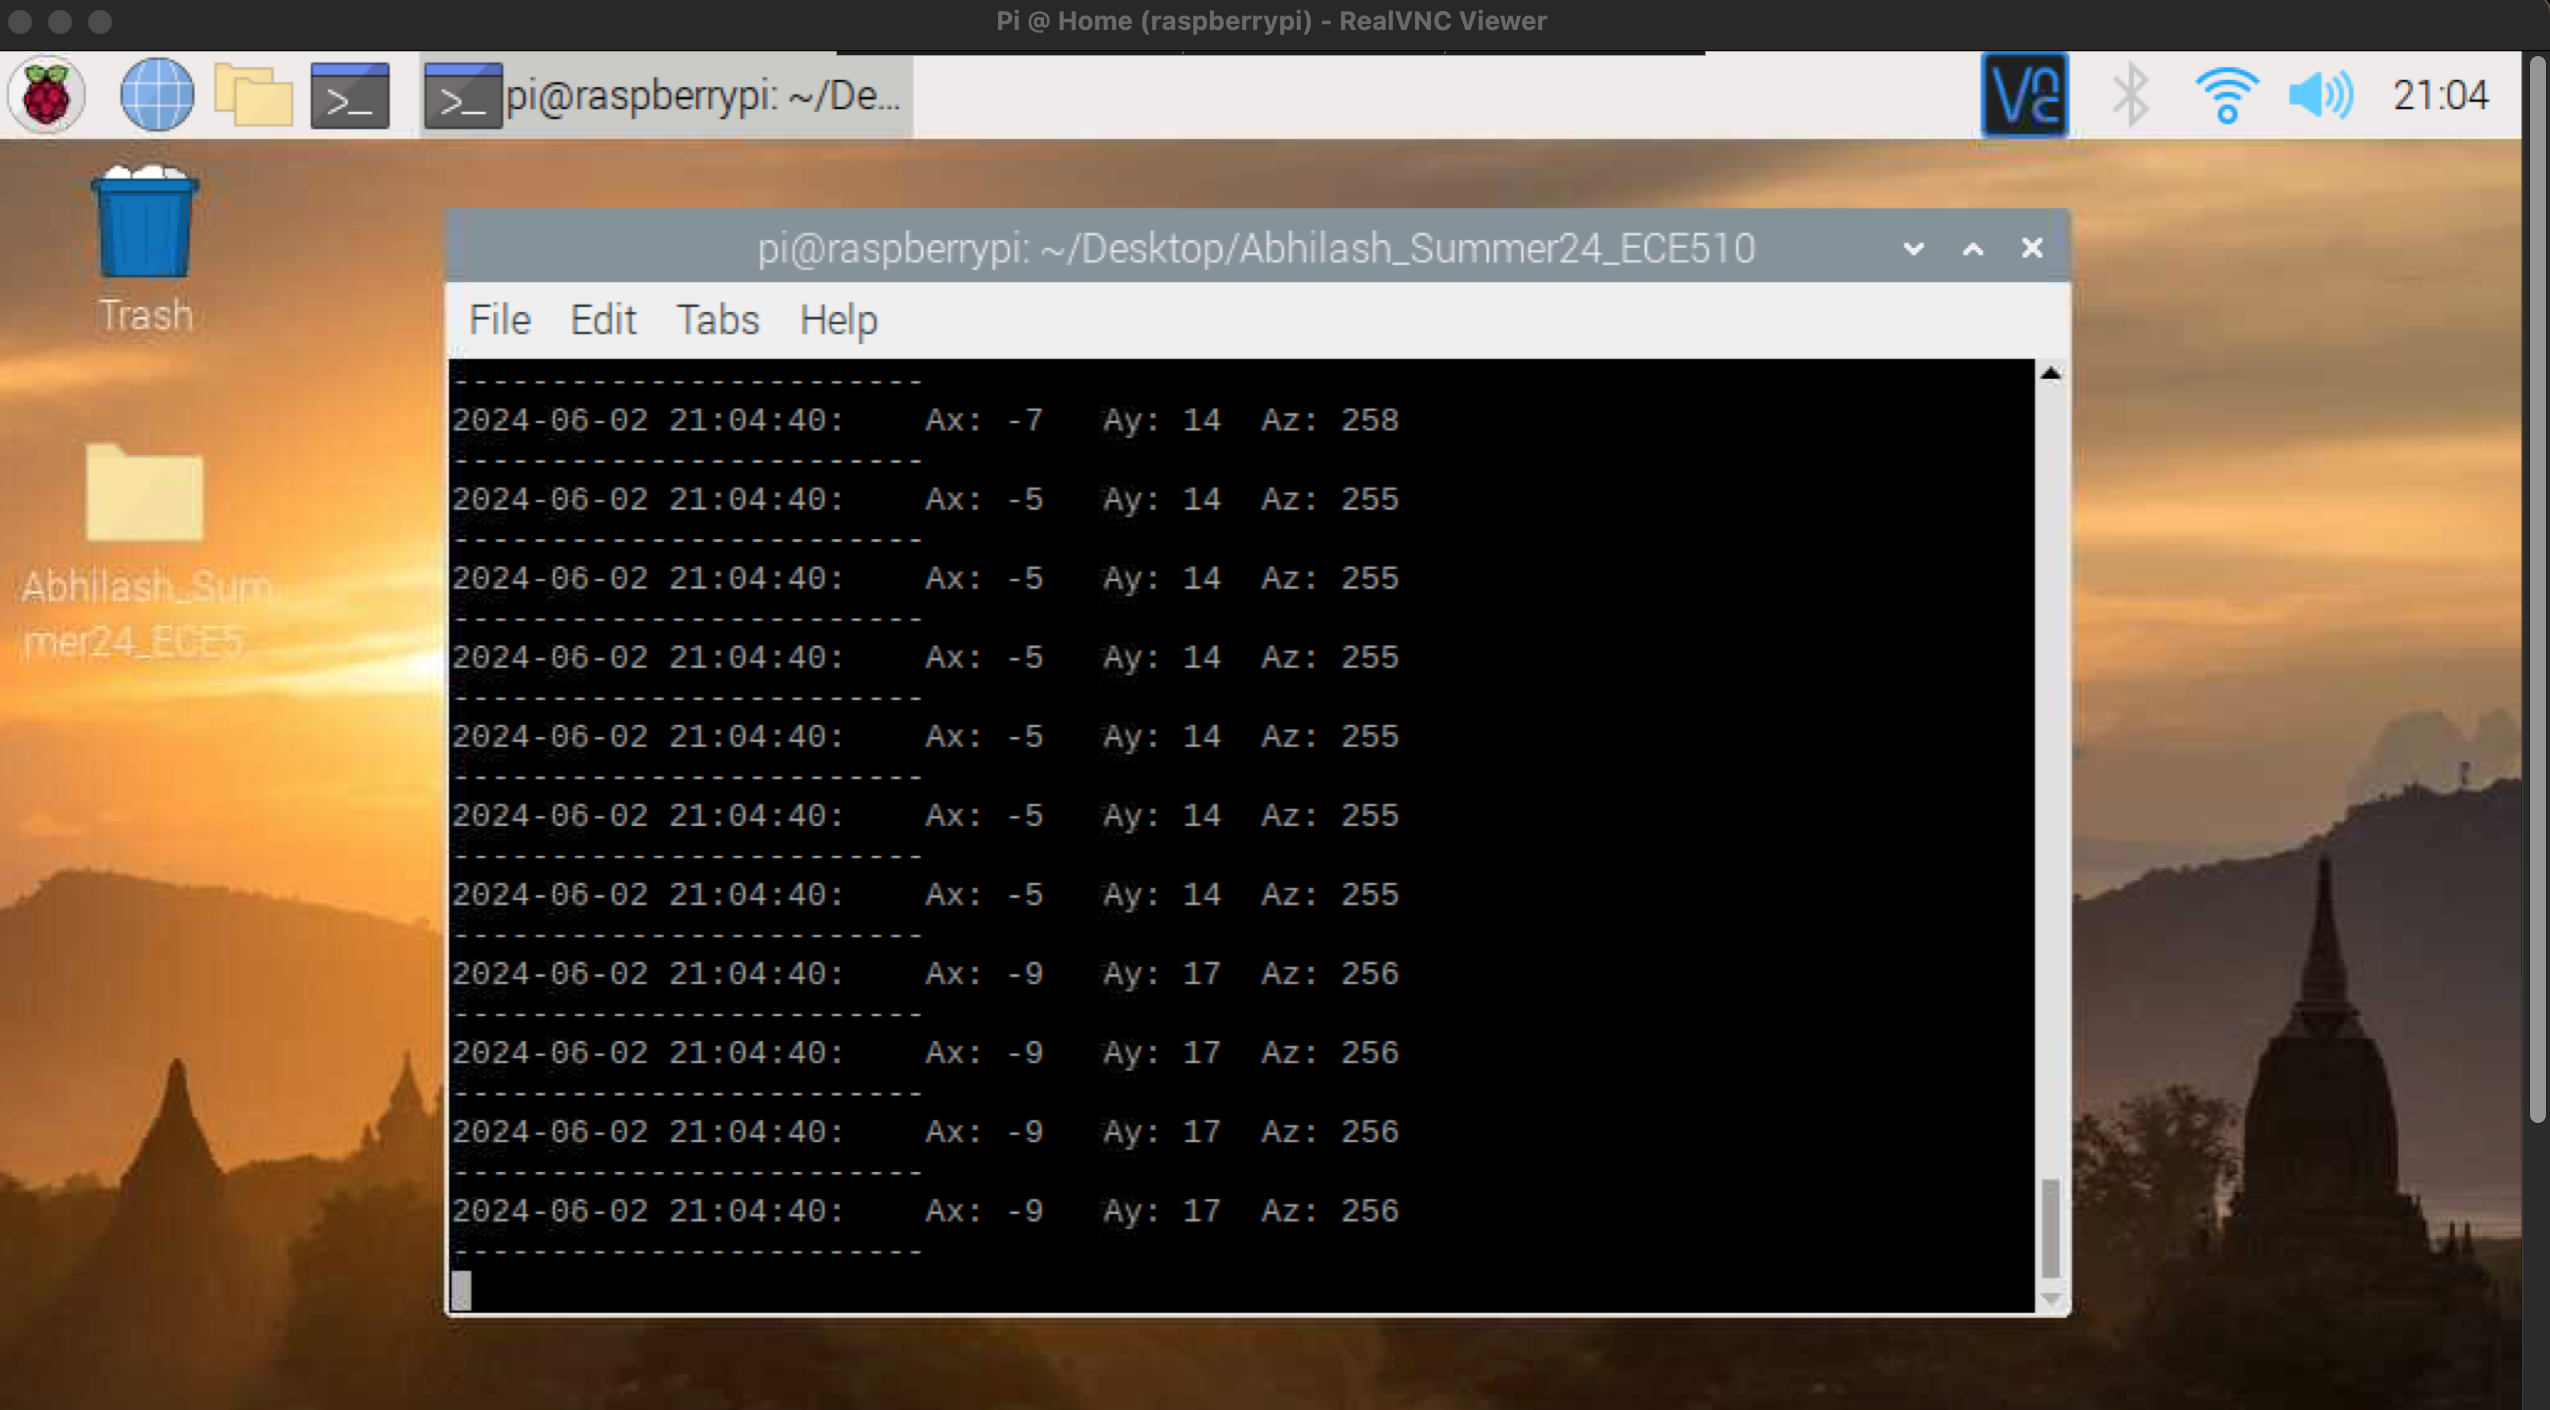 Pi @ Home (raspberrypi) - RealVNC Viewer
pi@raspberrypi: ~/De... 21:04
Trash
Abhilash_Sum
mer24_ECE5
pi@raspberrypi: ~/Desktop/Abhilash_Summer24_ECE510
File Edit Tabs Help
------------------------
2024-06-02 21:04:40:    Ax: -7   Ay: 14  Az: 258
------------------------
2024-06-02 21:04:40:    Ax: -5   Ay: 14  Az: 255
------------------------
2024-06-02 21:04:40:    Ax: -5   Ay: 14  Az: 255
------------------------
2024-06-02 21:04:40:    Ax: -5   Ay: 14  Az: 255
------------------------
2024-06-02 21:04:40:    Ax: -5   Ay: 14  Az: 255
------------------------
2024-06-02 21:04:40:    Ax: -5   Ay: 14  Az: 255
------------------------
2024-06-02 21:04:40:    Ax: -5   Ay: 14  Az: 255
------------------------
2024-06-02 21:04:40:    Ax: -9   Ay: 17  Az: 256
------------------------
2024-06-02 21:04:40:    Ax: -9   Ay: 17  Az: 256
------------------------
2024-06-02 21:04:40:    Ax: -9   Ay: 17  Az: 256
------------------------
2024-06-02 21:04:40:    Ax: -9   Ay: 17  Az: 256
------------------------